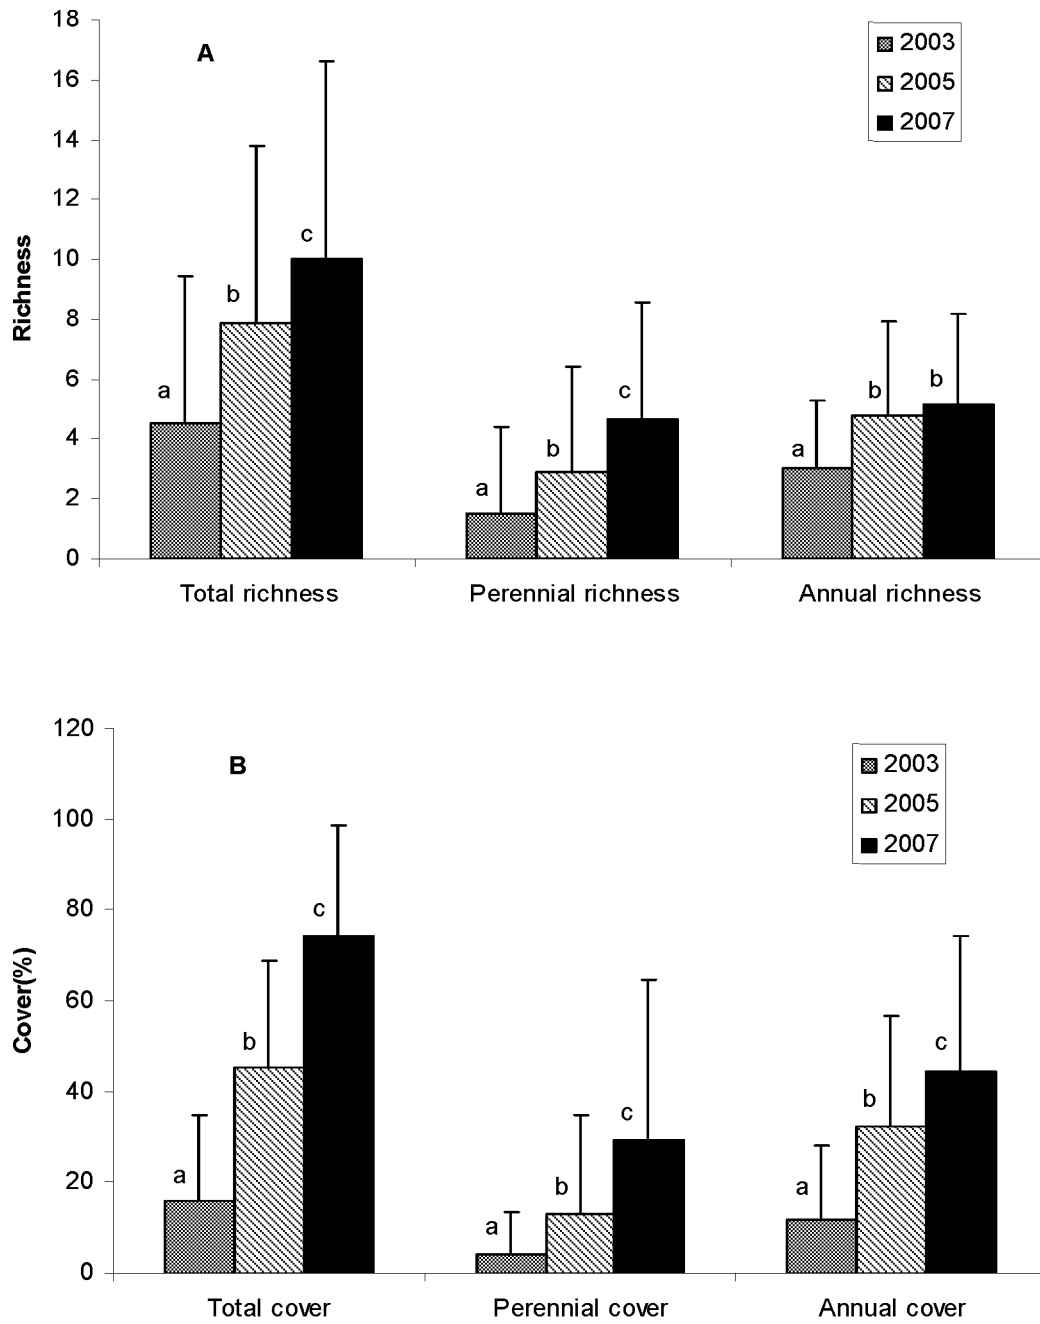 18
16
14
12
10
8
6
4
2
0
Richness
A
2003
2005
2007
a
b
c
a
b
c
a
b
b
Total richness
Perennial richness
Annual richness
120
100
80
60
40
20
0
Cover(%)
B
2003
2005
2007
a
b
c
a
b
c
a
b
c
Total cover
Perennial cover
Annual cover